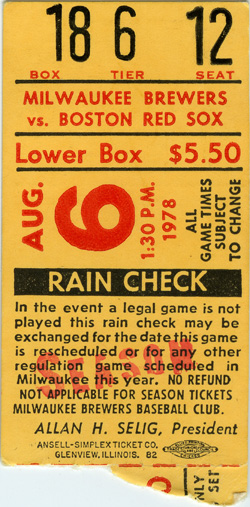 18 6 12
BOX TIER SEAT
MILWAUKEE BREWERS
vs. BOSTON RED SOX
Lower Box $5.50
AUG. 6 1:30 P.M. 1978
ALL GAME TIMES SUBJECT TO CHANGE
RAIN CHECK
In the event a legal game is not
played this rain check may be
exchanged for the date this game
is rescheduled or for any other
regulation game scheduled in
Milwaukee this year. NO REFUND
NOT APPLICABLE FOR SEASON TICKETS
MILWAUKEE BREWERS BASEBALL CLUB.
SEASON
ALLAN H. SELIG, President
ANSELL-SIMPLEX TICKET CO.
GLENVIEW, ILLINOIS. 82